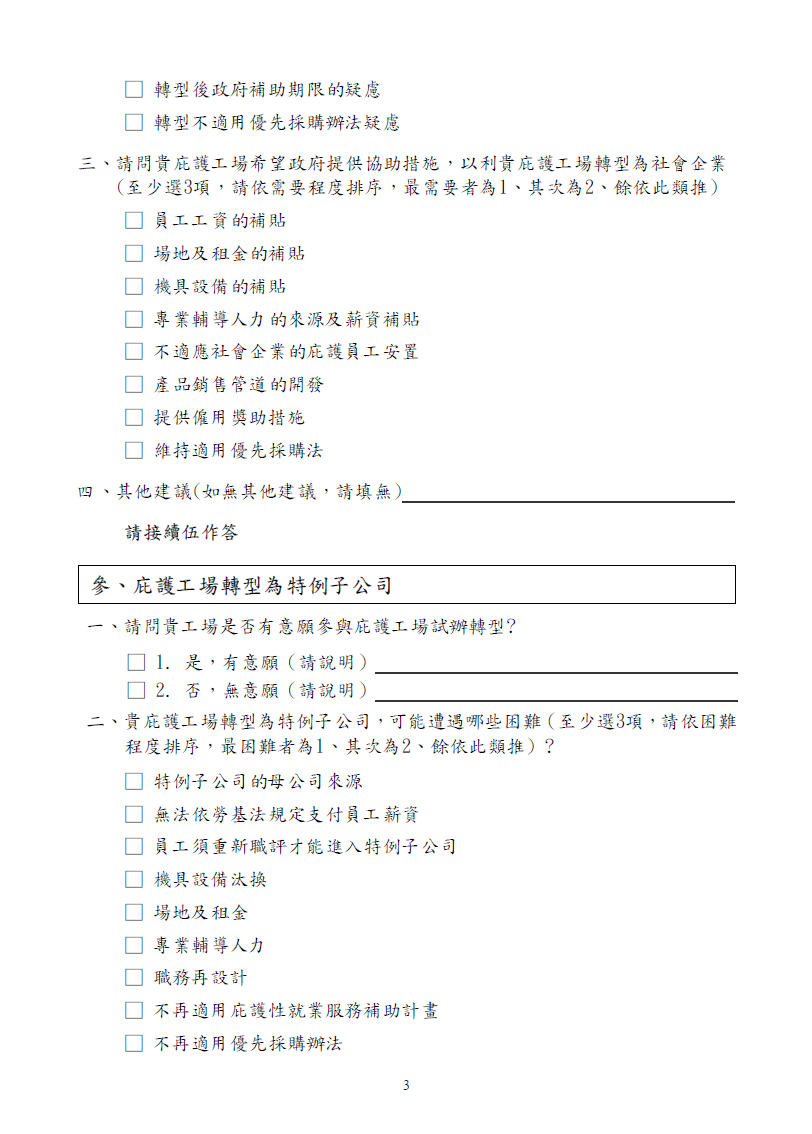 □ 轉型後政府補助期限的疑慮
□ 轉型不適用優先採購辦法疑慮
三、請問貴庇護工場希望政府提供協助措施，以利貴庇護工場轉型為社會企業
(至少選3項，請依需要程度排序，最需要者為1、其次為2、餘依此類推)
□ 員工工資的補貼
□ 場地及租金的補貼
□ 機具設備的補貼
□ 專業輔導人力的來源及薪資補貼
□ 不適應社會企業的庇護員工安置
□ 產品銷售管道的開發
□ 提供僱用獎助措施
□ 維持適用優先採購法
四、其他建議(如無其他建議，請填無)
請接續伍作答
參、庇護工場轉型為特例子公司
一、請問貴工場是否有意願參與庇護工場試辦轉型？
□ 1. 是，有意願（請說明）
□ 2. 否，無意願（請說明）
二、貴庇護工場轉型為特例子公司，可能遭遇哪些困難（至少選3項，請依困難
程度排序，最困難者為1、其次為2、餘依此類推）？
□ 特例子公司的母公司來源
□ 無法依勞基法規定支付員工薪資
□ 員工須重新職評才能進入特例子公司
□ 機具設備汰換
□ 場地及租金
□ 專業輔導人力
□ 職務再設計
□ 不再適用庇護性就業服務補助計畫
□ 不再適用優先採購辦法
3